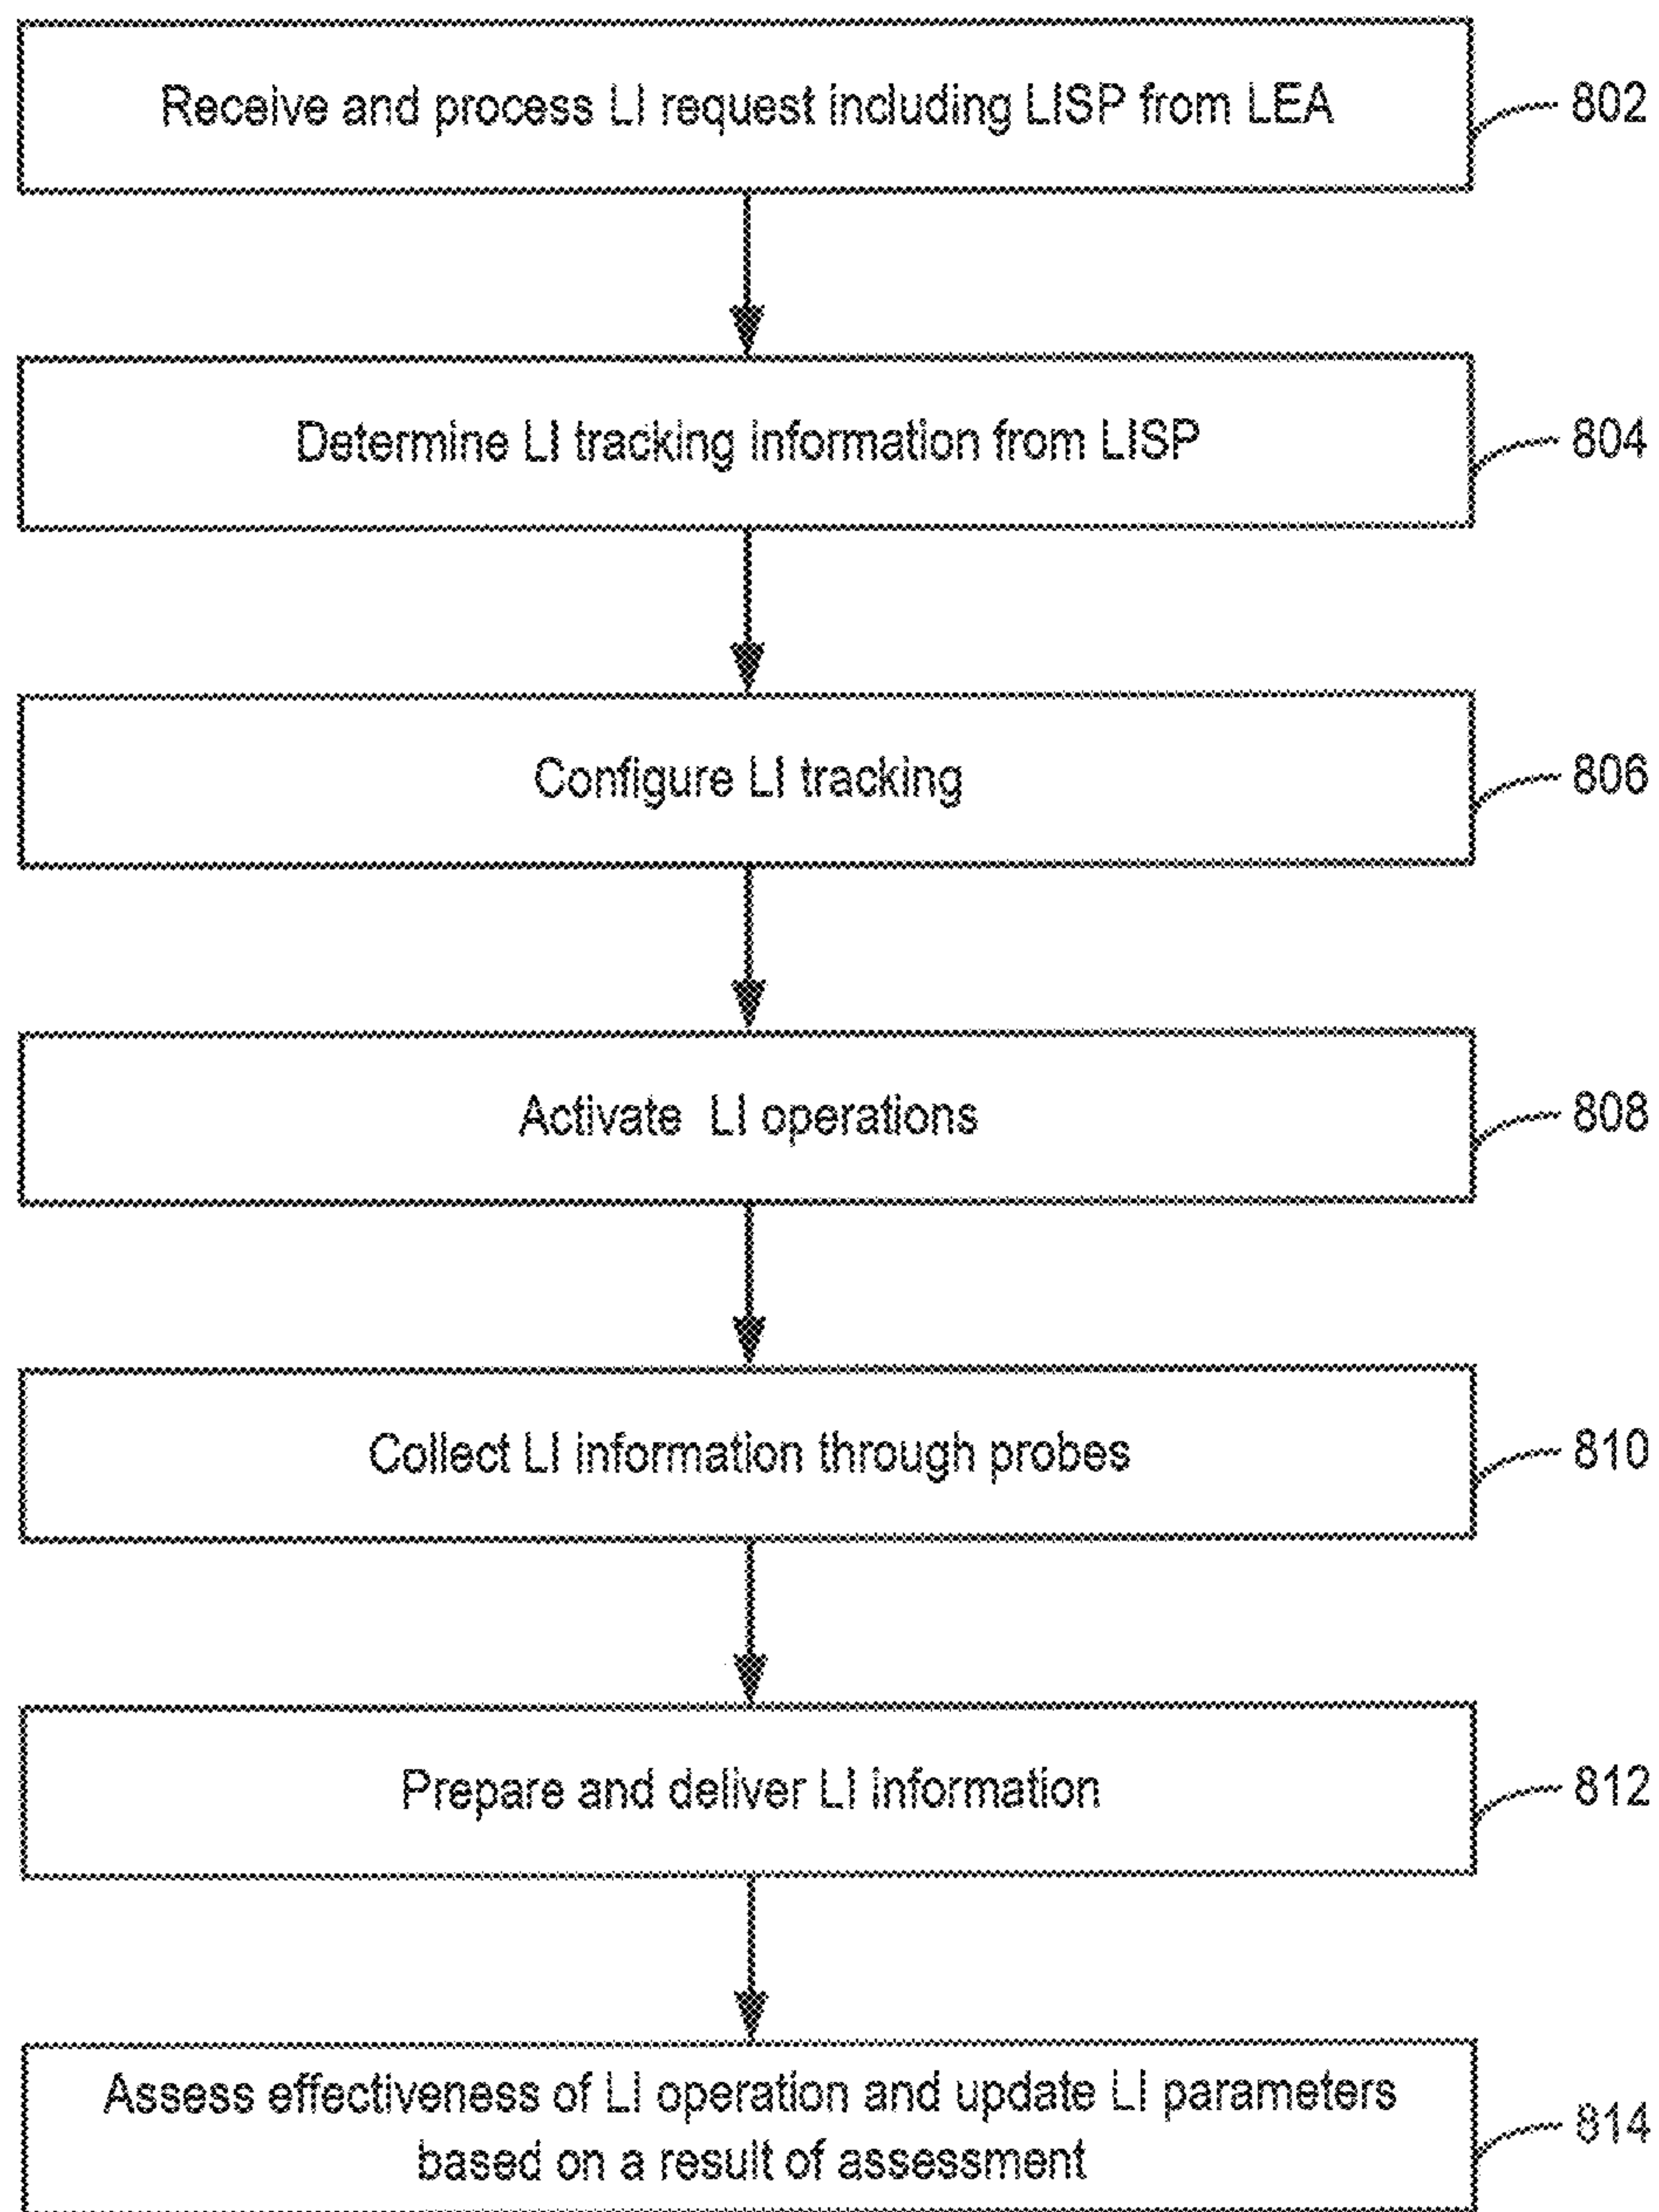 Receive and process LI request including LISP from LEA
802
Determine LI tracking information from LISP
804
Configure LI tracking
806
Activate LI operations
808
Collect LI information through probes
810
Prepare and deliver LI information
812
Assess effectiveness of LI operation and update LI parameters
based on a result of assessment
814